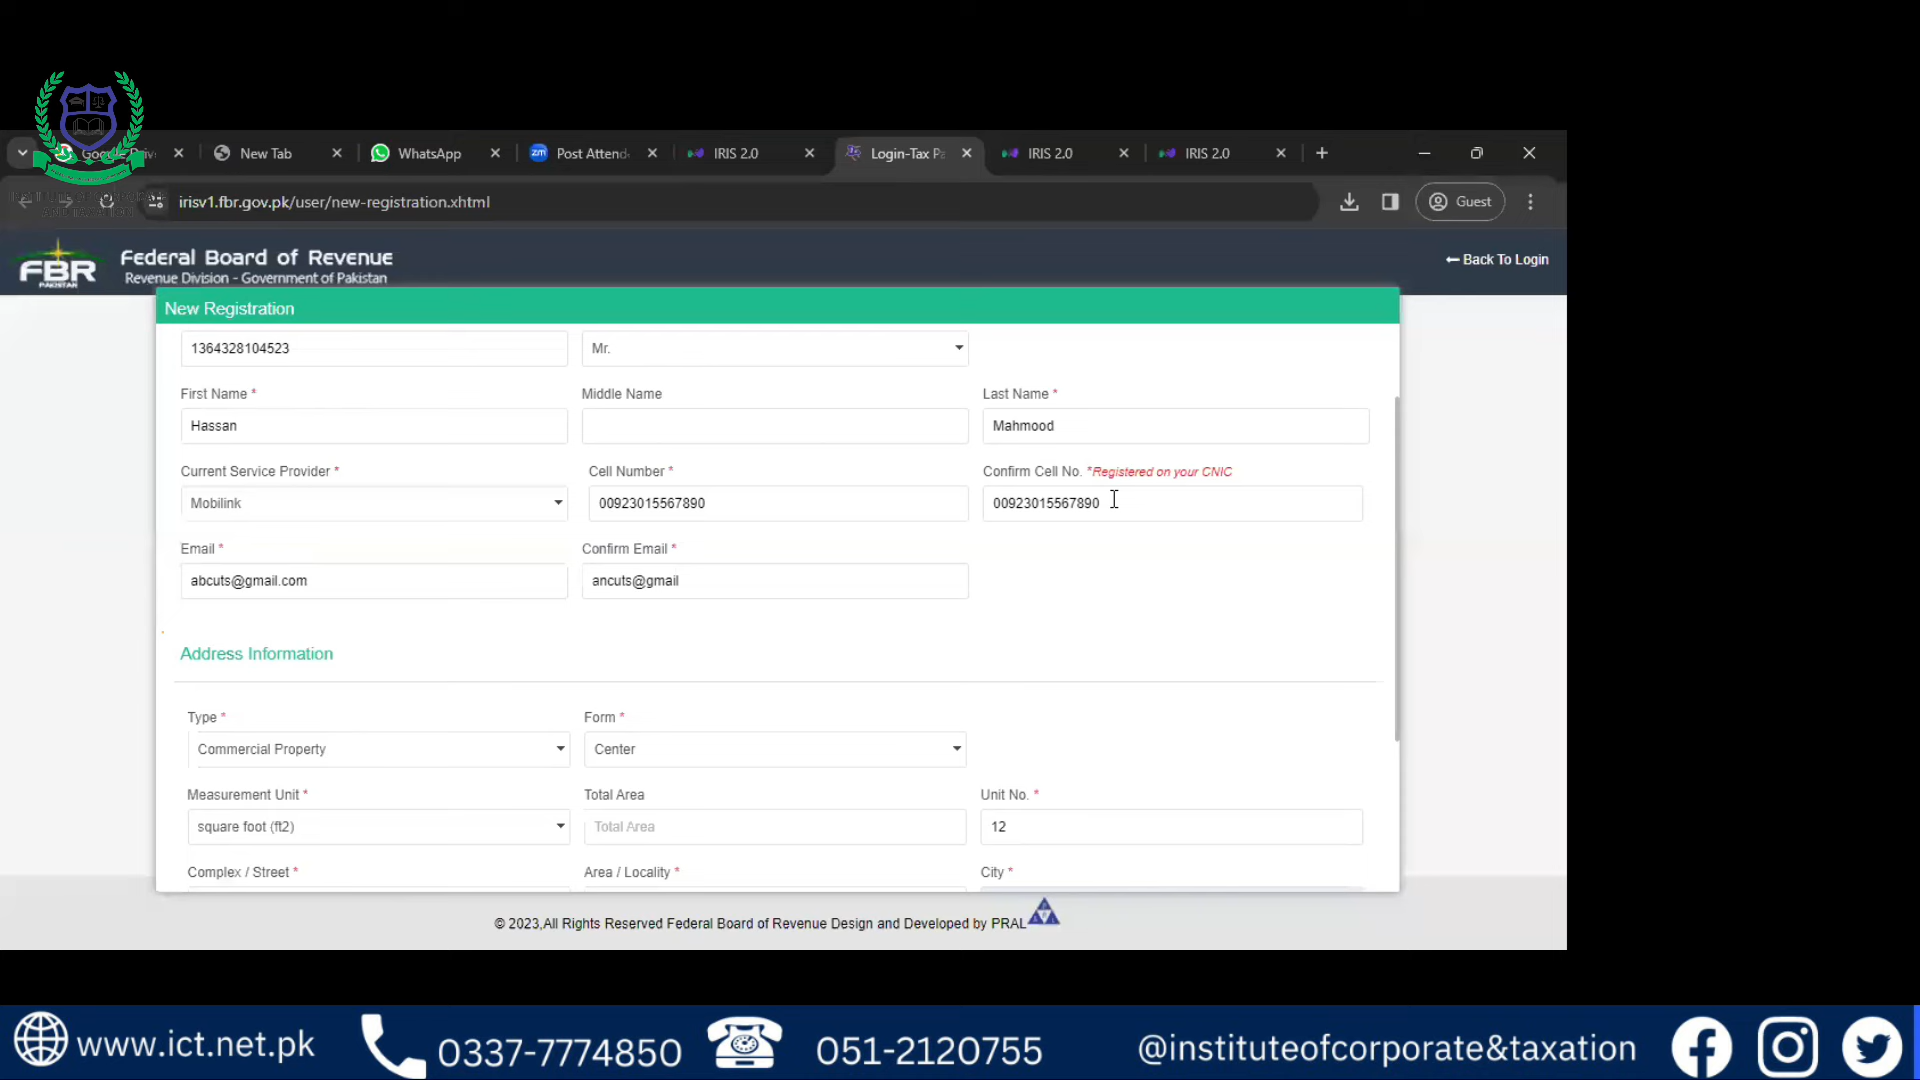 Google Drive
New Tab
WhatsApp
Post Attend
IRIS 2.0
Login-Tax Pa
IRIS 2.0
IRIS 2.0
irisv1.fbr.gov.pk/user/new-registration.xhtml
Guest
FBR
PAKISTAN
Federal Board of Revenue
Revenue Division - Government of Pakistan
Back To Login
New Registration
1364328104523
Mr.
First Name *
Middle Name
Last Name *
Hassan
Mahmood
Current Service Provider *
Cell Number *
Confirm Cell No. *Registered on your CNIC
Mobilink
00923015567890
00923015567890
Email *
Confirm Email *
abcuts@gmail.com
ancuts@gmail
Address Information
Type *
Form *
Commercial Property
Center
Measurement Unit *
Total Area
Unit No. *
square foot (ft2)
Total Area
12
Complex / Street *
Area / Locality *
City *
© 2023,All Rights Reserved Federal Board of Revenue Design and Developed by PRAL
www.ict.net.pk
0337-7774850
051-2120755
@instituteofcorporate&taxation